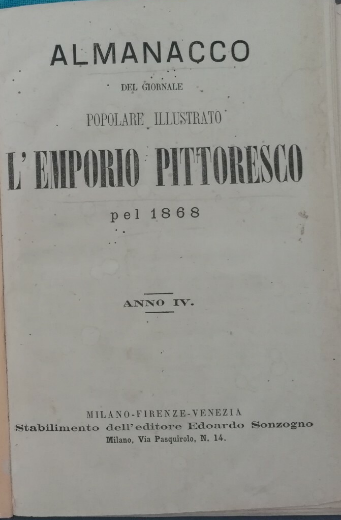 ALMANACCO
DEL GIORNALE
POPOLARE ILLUSTRATO
L'EMPORIO PITTORESCO
pel 1868
ANNO IV.
MILANO-FIRENZE-VENEZIA
Stabilimento dell'editore Edoardo Sonzogno
Milano, Via Pasquirolo, N. 14.